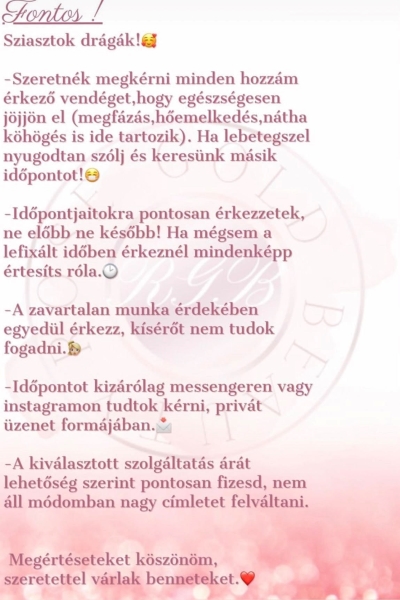 Fontos !
Sziasztok drágák!🥰
-Szeretnék megkérni minden hozzám
érkező vendéget,hogy egészségesen
jöjjön el (megfázás,hőemelkedés,nátha
köhögés is ide tartozik). Ha lebetegszel
nyugodtan szólj és keresünk másik
időpontot!😷
-Időpontjaitokra pontosan érkezzetek,
ne előbb ne később! Ha mégsem a
lefixált időben érkeznél mindenképp
értesíts róla.🕑
-A zavartalan munka érdekében
egyedül érkezz, kísérőt nem tudok
fogadni.
-Időpontot kizárólag messengeren vagy
instagramon tudtok kérni, privát
üzenet formájában.📩
-A kiválasztott szolgáltatás árát
lehetőség szerint pontosan fizesd, nem
áll módomban nagy címletet felváltani.
Megértéseteket köszönöm,
szeretettel várlak benneteket.❤️
ROSE GOLD BEAUTY
R.G.B